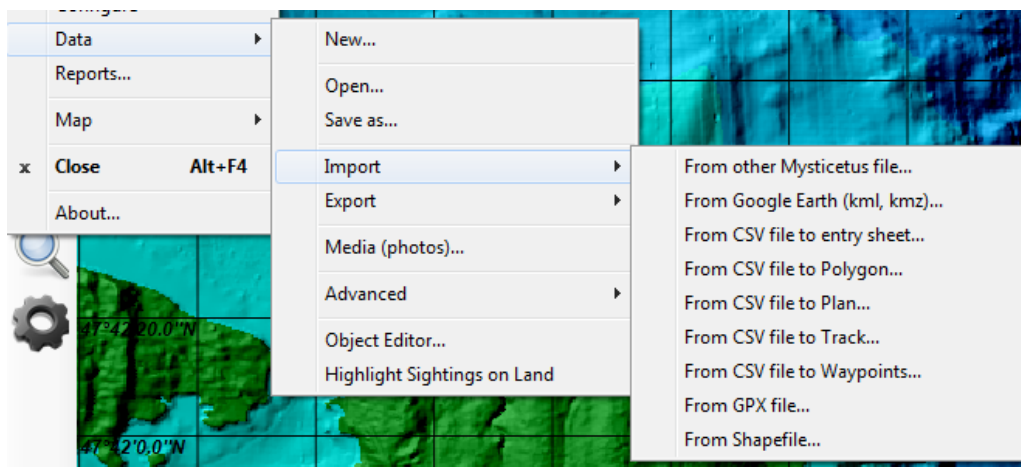 Configure
Data
Reports...
Map
x Close Alt+F4
About...
New...
Open...
Save as...
Import
Export
Media (photos)...
Advanced
Object Editor...
Highlight Sightings on Land
From other Mysticetus file...
From Google Earth (kml, kmz)...
From CSV file to entry sheet...
From CSV file to Polygon...
From CSV file to Plan...
From CSV file to Track...
From CSV file to Waypoints...
From GPX file...
From Shapefile...
47°42'20.0"N
47°42'0.0"N